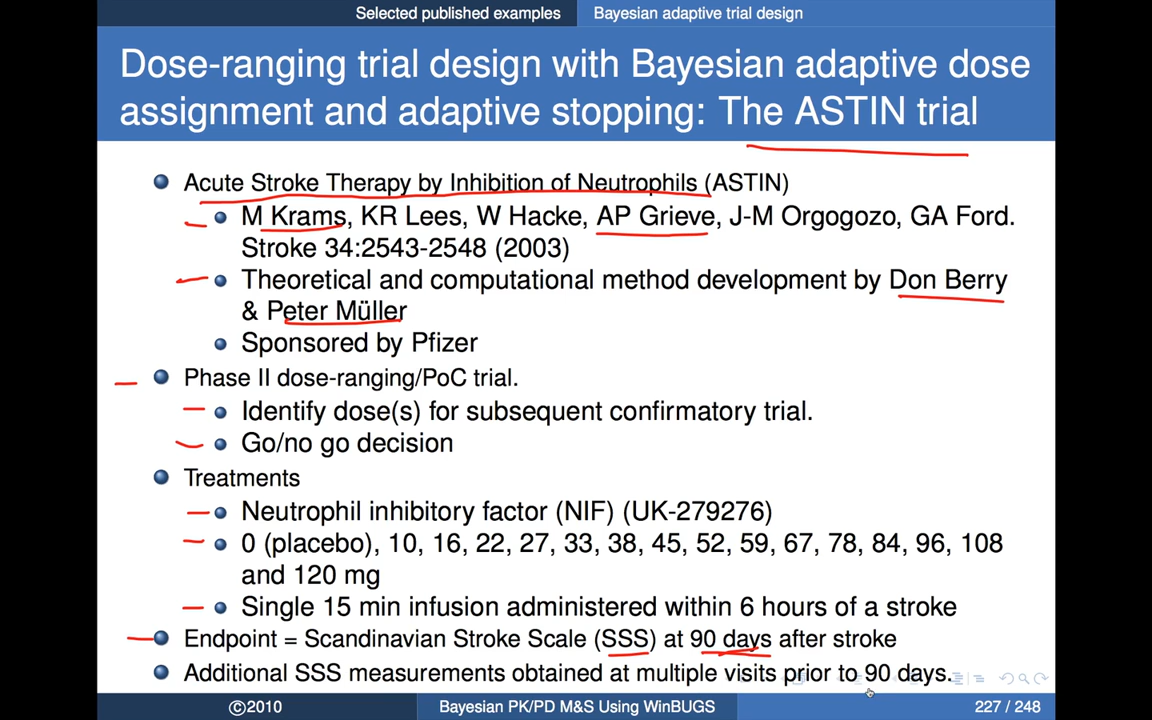 Selected published examples Bayesian adaptive trial design
Dose-ranging trial design with Bayesian adaptive dose
assignment and adaptive stopping: The ASTIN trial
Acute Stroke Therapy by Inhibition of Neutrophils (ASTIN)
M Krams, KR Lees, W Hacke, AP Grieve, J-M Orgogozo, GA Ford.
Stroke 34:2543-2548 (2003)
Theoretical and computational method development by Don Berry
& Peter Müller
Sponsored by Pfizer
Phase II dose-ranging/PoC trial.
Identify dose(s) for subsequent confirmatory trial.
Go/no go decision
Treatments
Neutrophil inhibitory factor (NIF) (UK-279276)
0 (placebo), 10, 16, 22, 27, 33, 38, 45, 52, 59, 67, 78, 84, 96, 108
and 120 mg
Single 15 min infusion administered within 6 hours of a stroke
Endpoint = Scandinavian Stroke Scale (SSS) at 90 days after stroke
Additional SSS measurements obtained at multiple visits prior to 90 days.
©2010 Bayesian PK/PD M&S Using WinBUGS 227 / 248